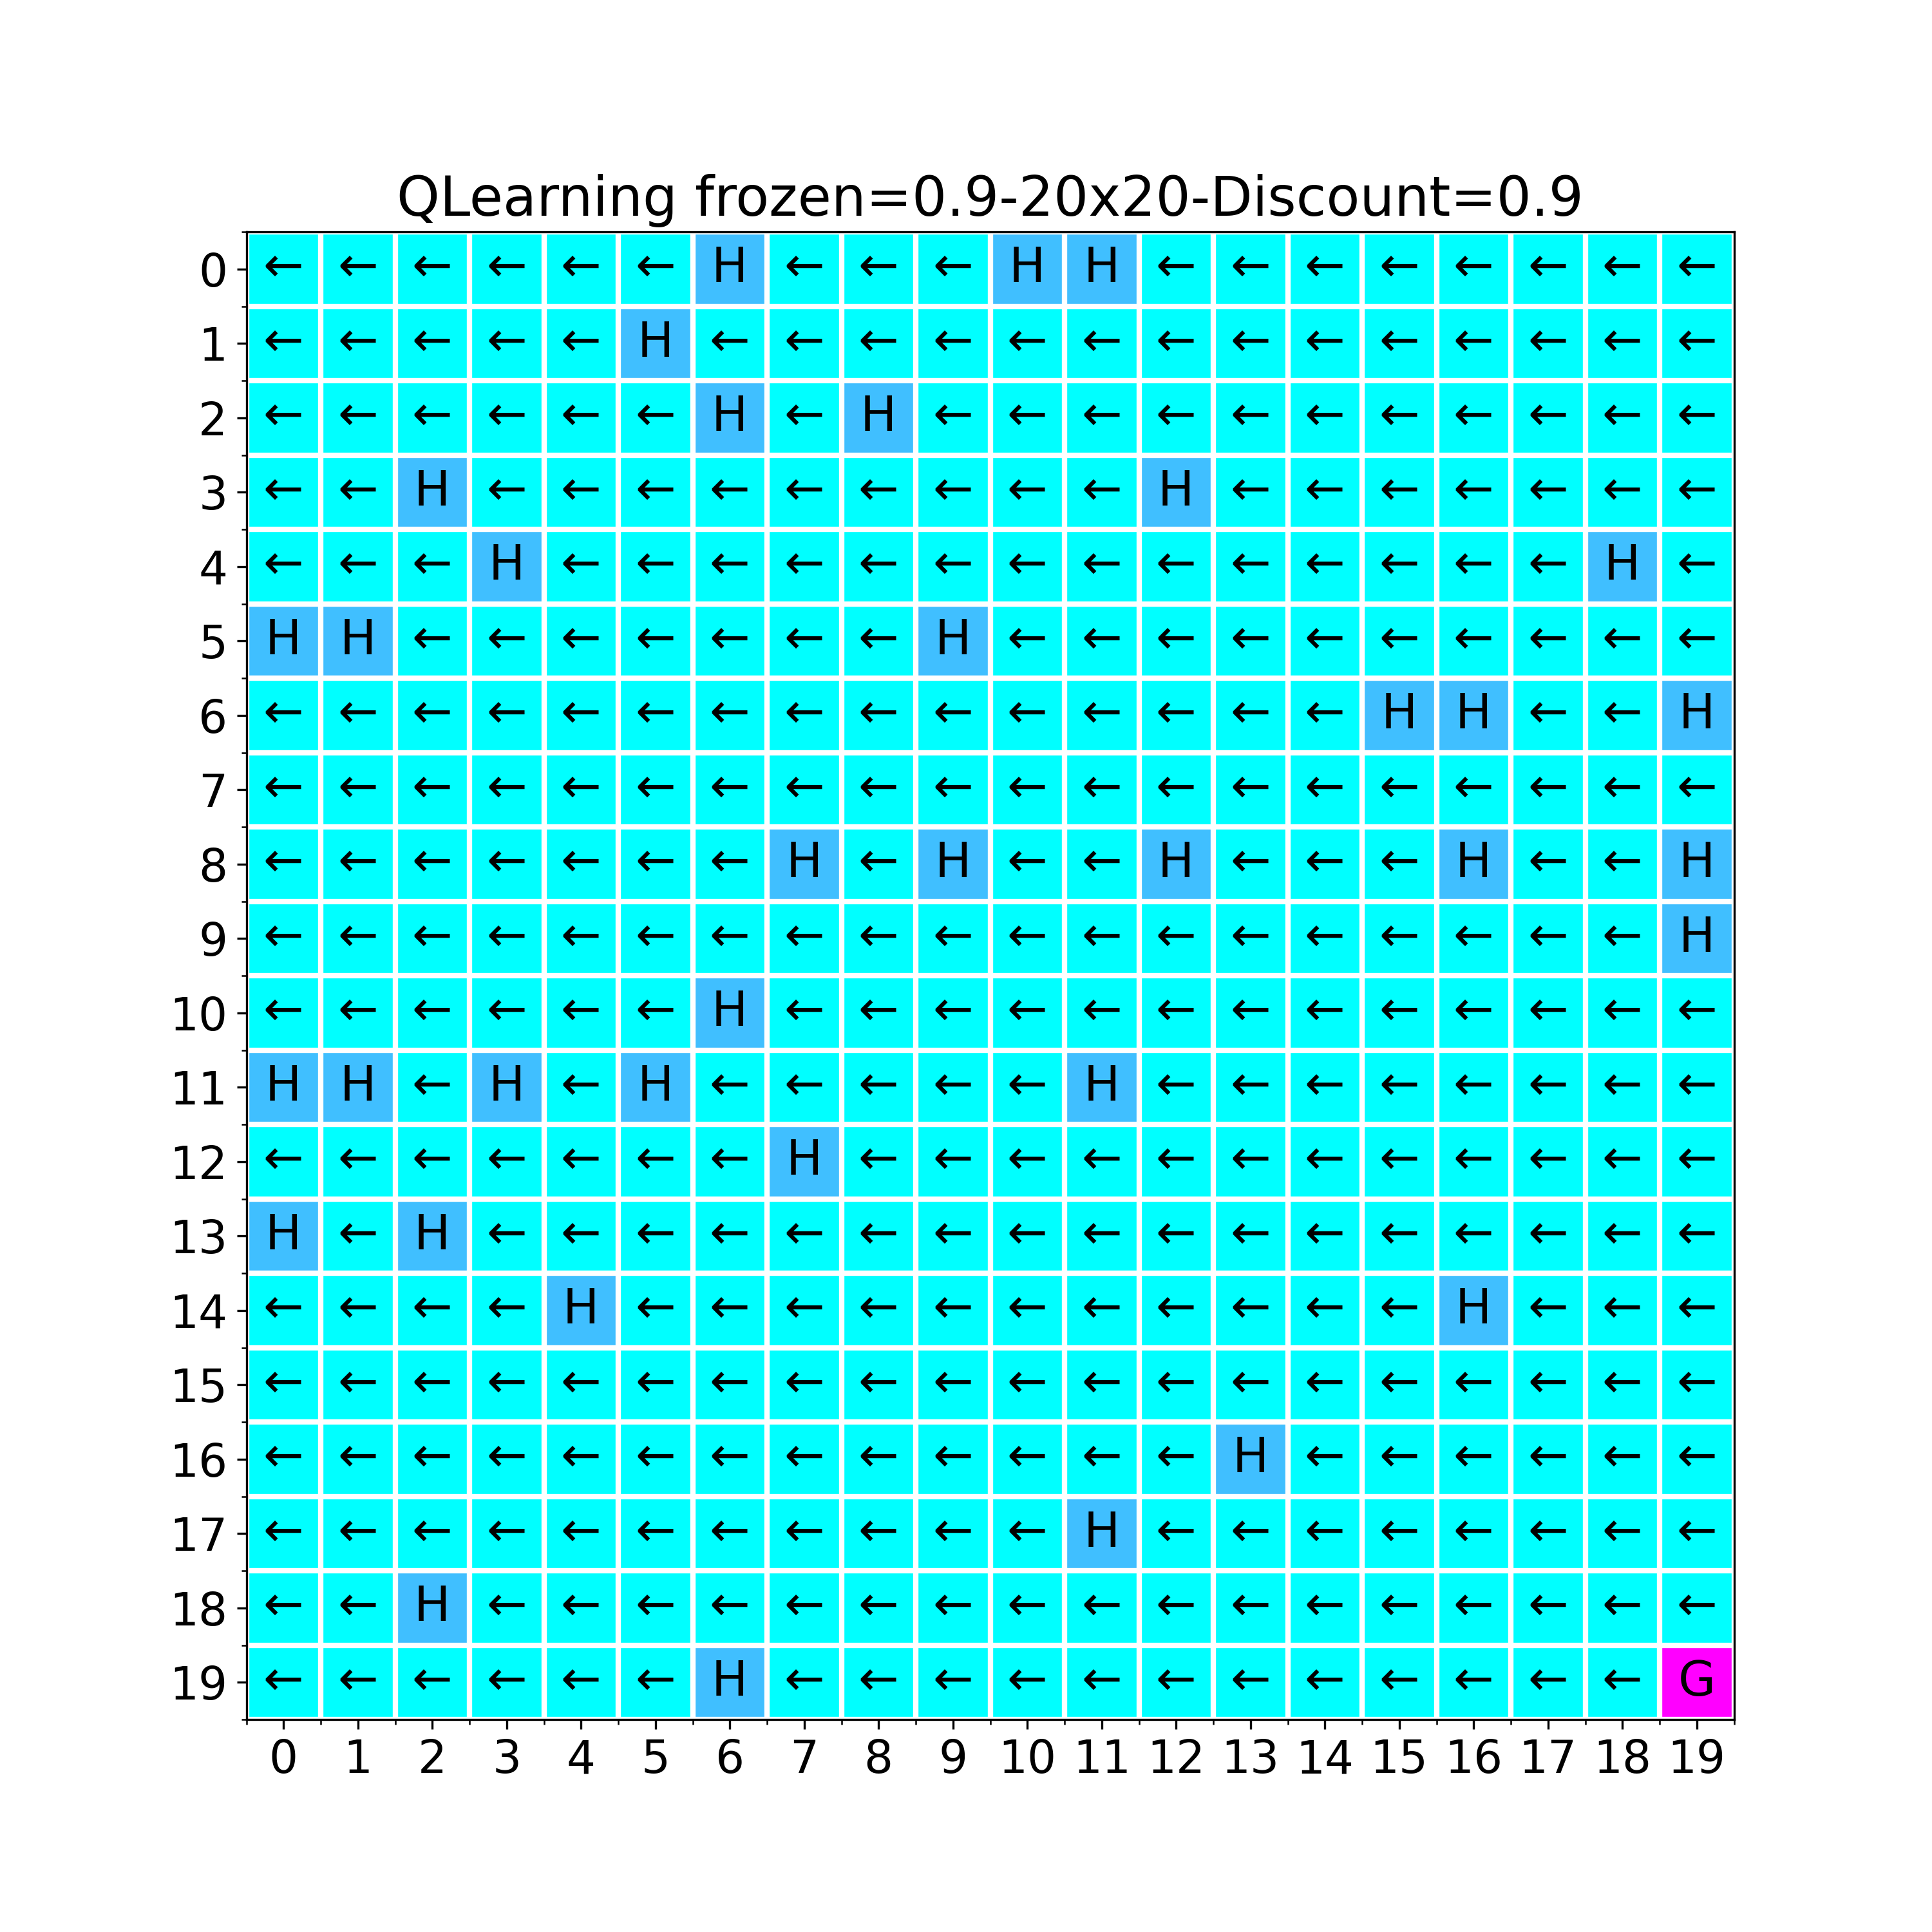 QLearning frozen=0.9-20x20-Discount=0.9
0 ← ← ← ← ← ← H ← ← ← H H ← ← ← ← ← ← ← ←
1 ← ← ← ← ← H ← ← ← ← ← ← ← ← ← ← ← ← ← ←
2 ← ← ← ← ← ← H ← H ← ← ← ← ← ← ← ← ← ← ←
3 ← ← H ← ← ← ← ← ← ← ← ← H ← ← ← ← ← ← ←
4 ← ← ← H ← ← ← ← ← ← ← ← ← ← ← ← ← ← H ←
5 H H ← ← ← ← ← ← ← H ← ← ← ← ← ← ← ← ← ←
6 ← ← ← ← ← ← ← ← ← ← ← ← ← ← ← H H ← ← H
7 ← ← ← ← ← ← ← ← ← ← ← ← ← ← ← ← ← ← ← ←
8 ← ← ← ← ← ← ← H ← H ← ← H ← ← ← H ← ← H
9 ← ← ← ← ← ← ← ← ← ← ← ← ← ← ← ← ← ← ← H
10 ← ← ← ← ← ← H ← ← ← ← ← ← ← ← ← ← ← ← ←
11 H H ← H ← H ← ← ← ← ← H ← ← ← ← ← ← ← ←
12 ← ← ← ← ← ← ← H ← ← ← ← ← ← ← ← ← ← ← ←
13 H ← H ← ← ← ← ← ← ← ← ← ← ← ← ← ← ← ← ←
14 ← ← ← ← H ← ← ← ← ← ← ← ← ← ← ← H ← ← ←
15 ← ← ← ← ← ← ← ← ← ← ← ← ← ← ← ← ← ← ← ←
16 ← ← ← ← ← ← ← ← ← ← ← ← ← H ← ← ← ← ← ←
17 ← ← ← ← ← ← ← ← ← ← ← H ← ← ← ← ← ← ← ←
18 ← ← H ← ← ← ← ← ← ← ← ← ← ← ← ← ← ← ← ←
19 ← ← ← ← ← ← H ← ← ← ← ← ← ← ← ← ← ← ← G
0 1 2 3 4 5 6 7 8 9 10 11 12 13 14 15 16 17 18 19